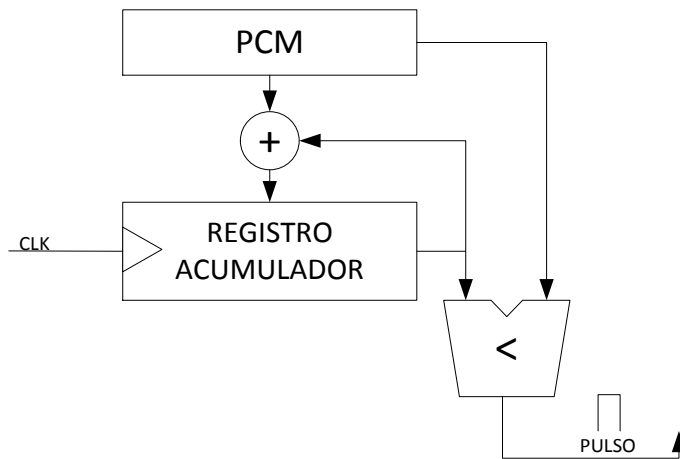 PCM
+
REGISTRO
ACUMULADOR
CLK
<
PULSO